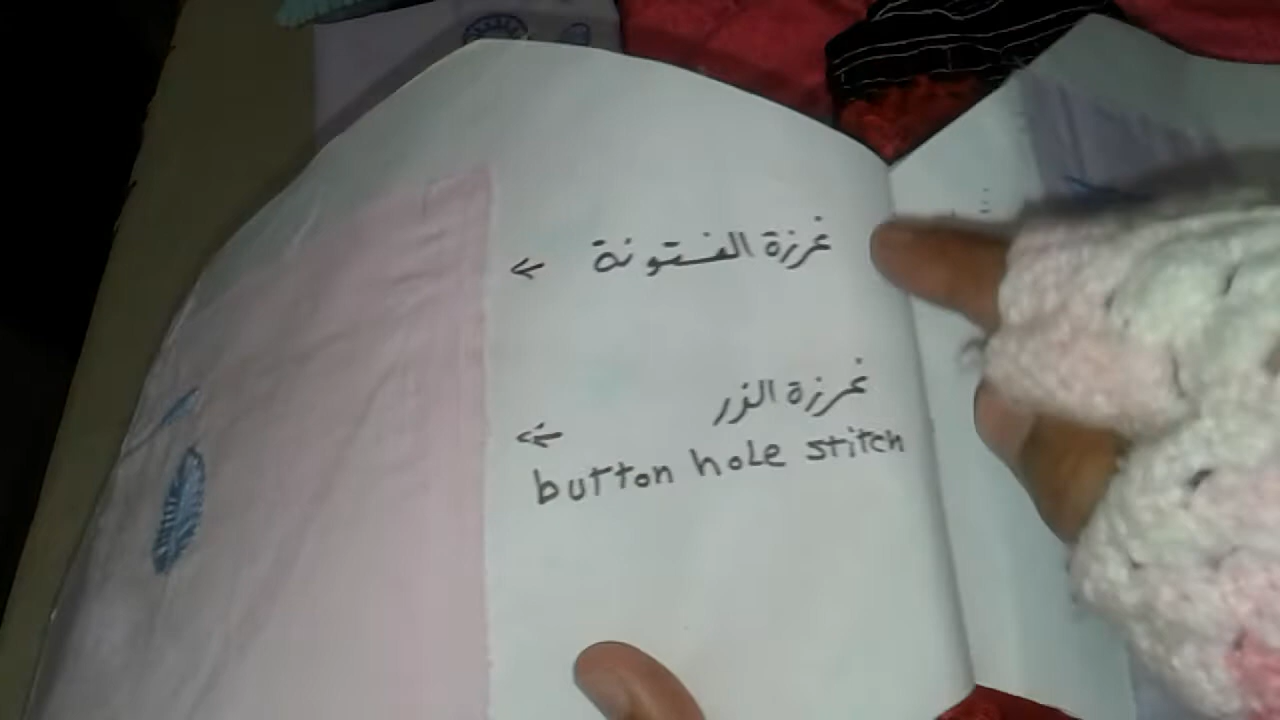 غرزة الفستونة ←
غرزة الزر ←
button hole stitch